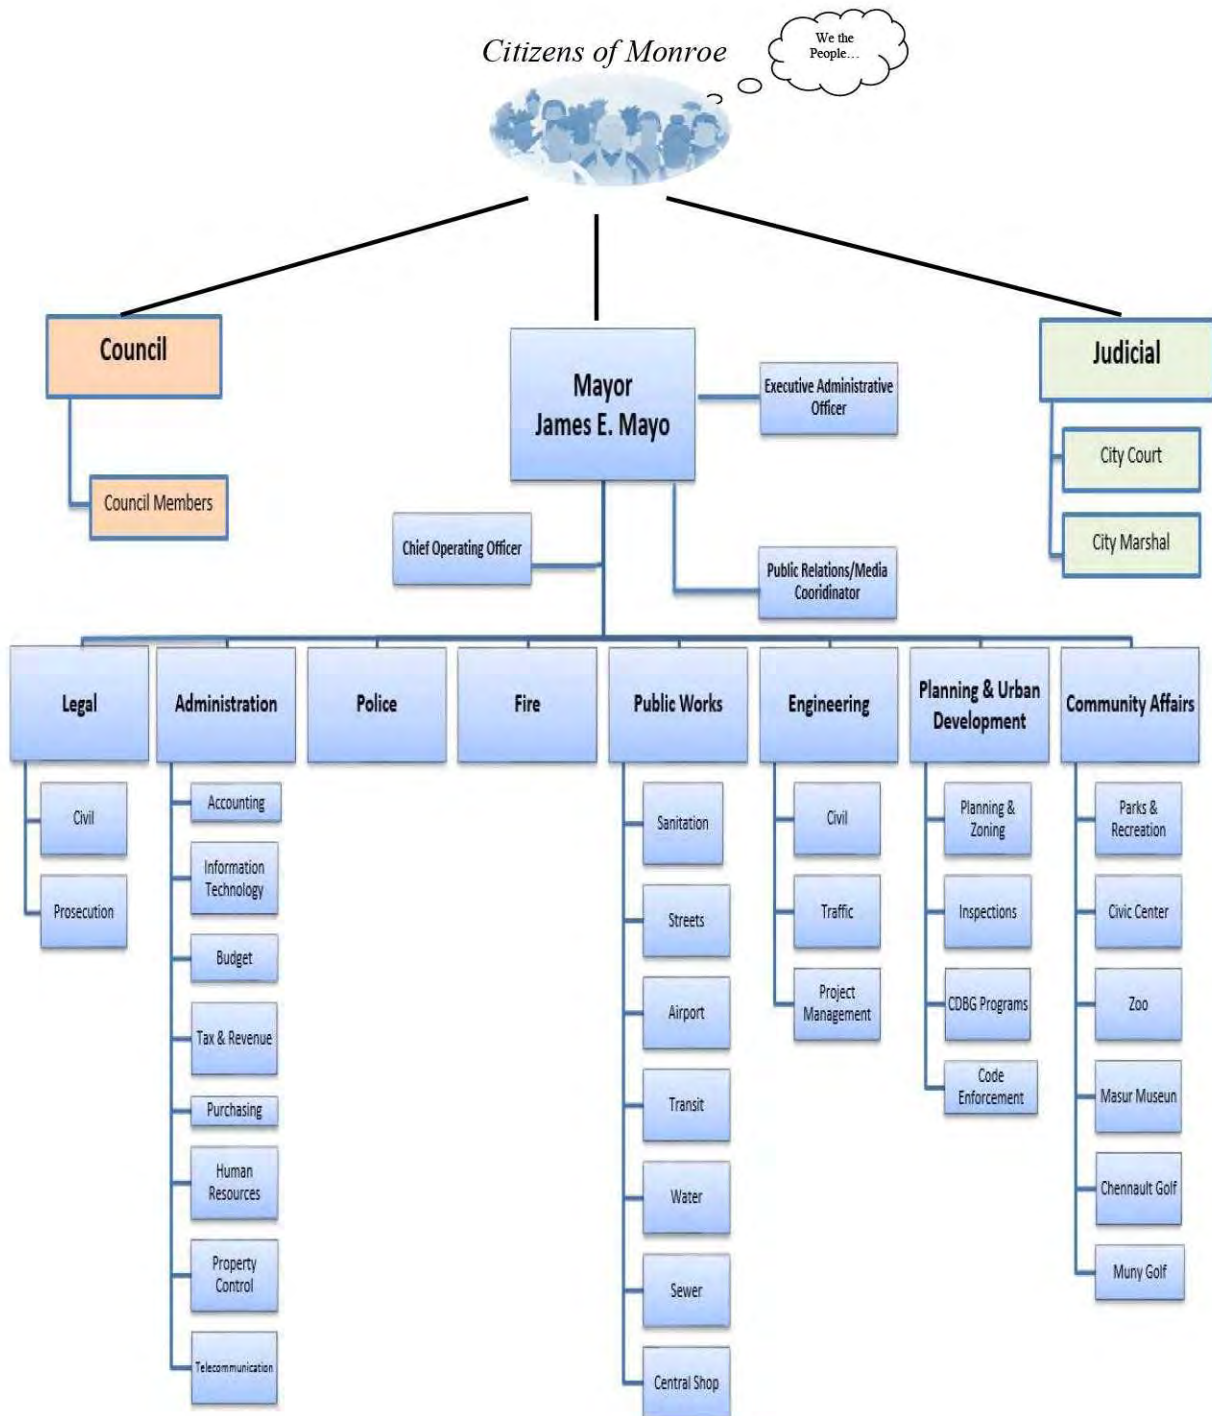 Citizens of Monroe
We the
People…
Council
Council Members
Mayor
James E. Mayo
Executive Administrative
Officer
Chief Operating Officer
Public Relations/Media
Cooridinator
Judicial
City Court
City Marshal
Legal
Civil
Prosecution
Administration
Accounting
Information
Technology
Budget
Tax & Revenue
Purchasing
Human
Resources
Property
Control
Telecommunication
Police
Fire
Public Works
Sanitation
Streets
Airport
Transit
Water
Sewer
Central Shop
Engineering
Civil
Traffic
Project
Management
Planning & Urban
Development
Planning &
Zoning
Inspections
CDBG Programs
Code
Enforcement
Community Affairs
Parks &
Recreation
Civic Center
Zoo
Masur Museun
Chennault Golf
Muny Golf